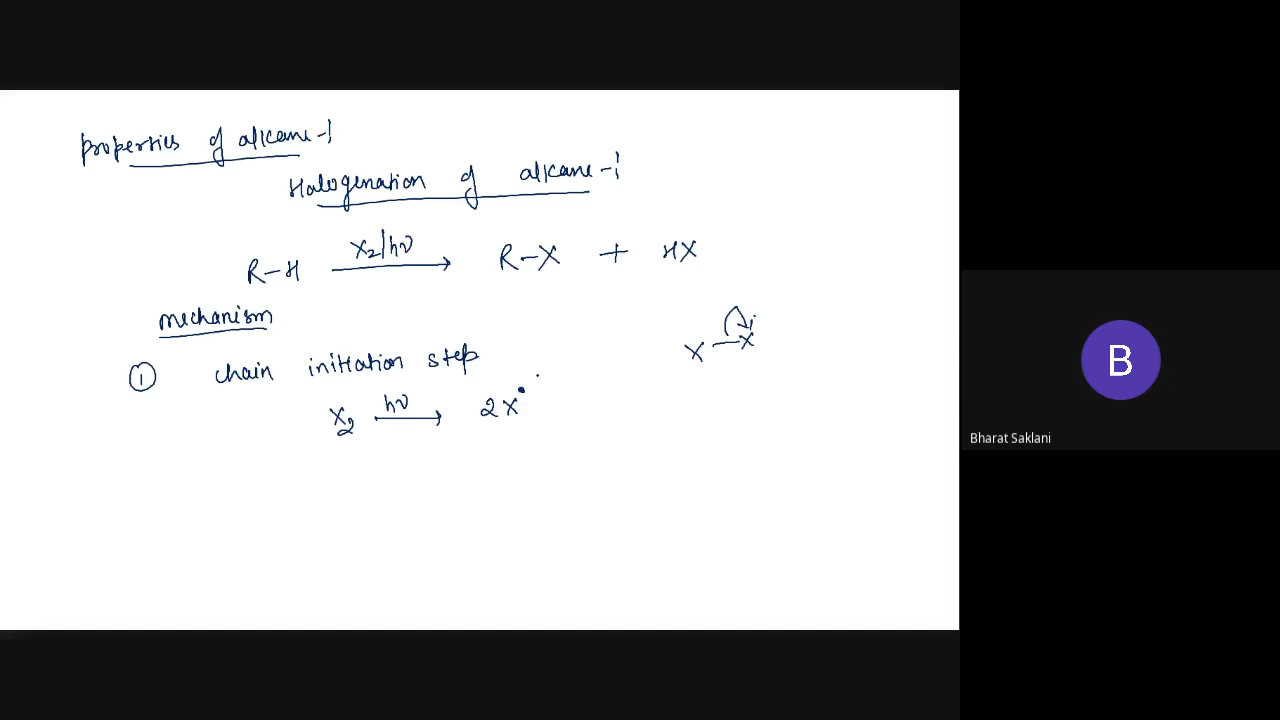 properties of alkane -!
Halogenation of alkane -!
R-H X2/hν → R-X + HX
mechanism
X-X
① chain initiation step
X2 hν → 2X•
B
Bharat Saklani